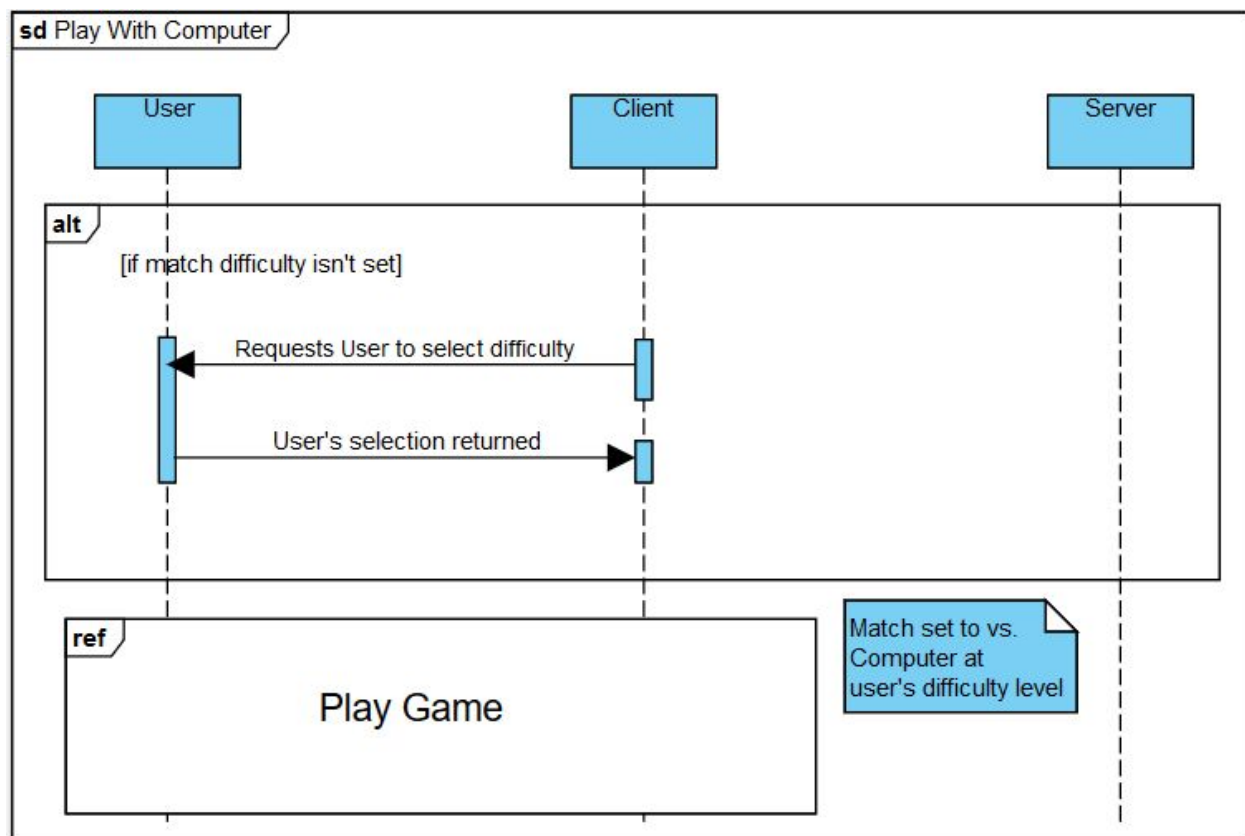 sd Play With Computer
User
Client
Server
alt
[if match difficulty isn't set]
Requests User to select difficulty
User's selection returned
ref
Play Game
Match set to vs.
Computer at
user's difficulty level